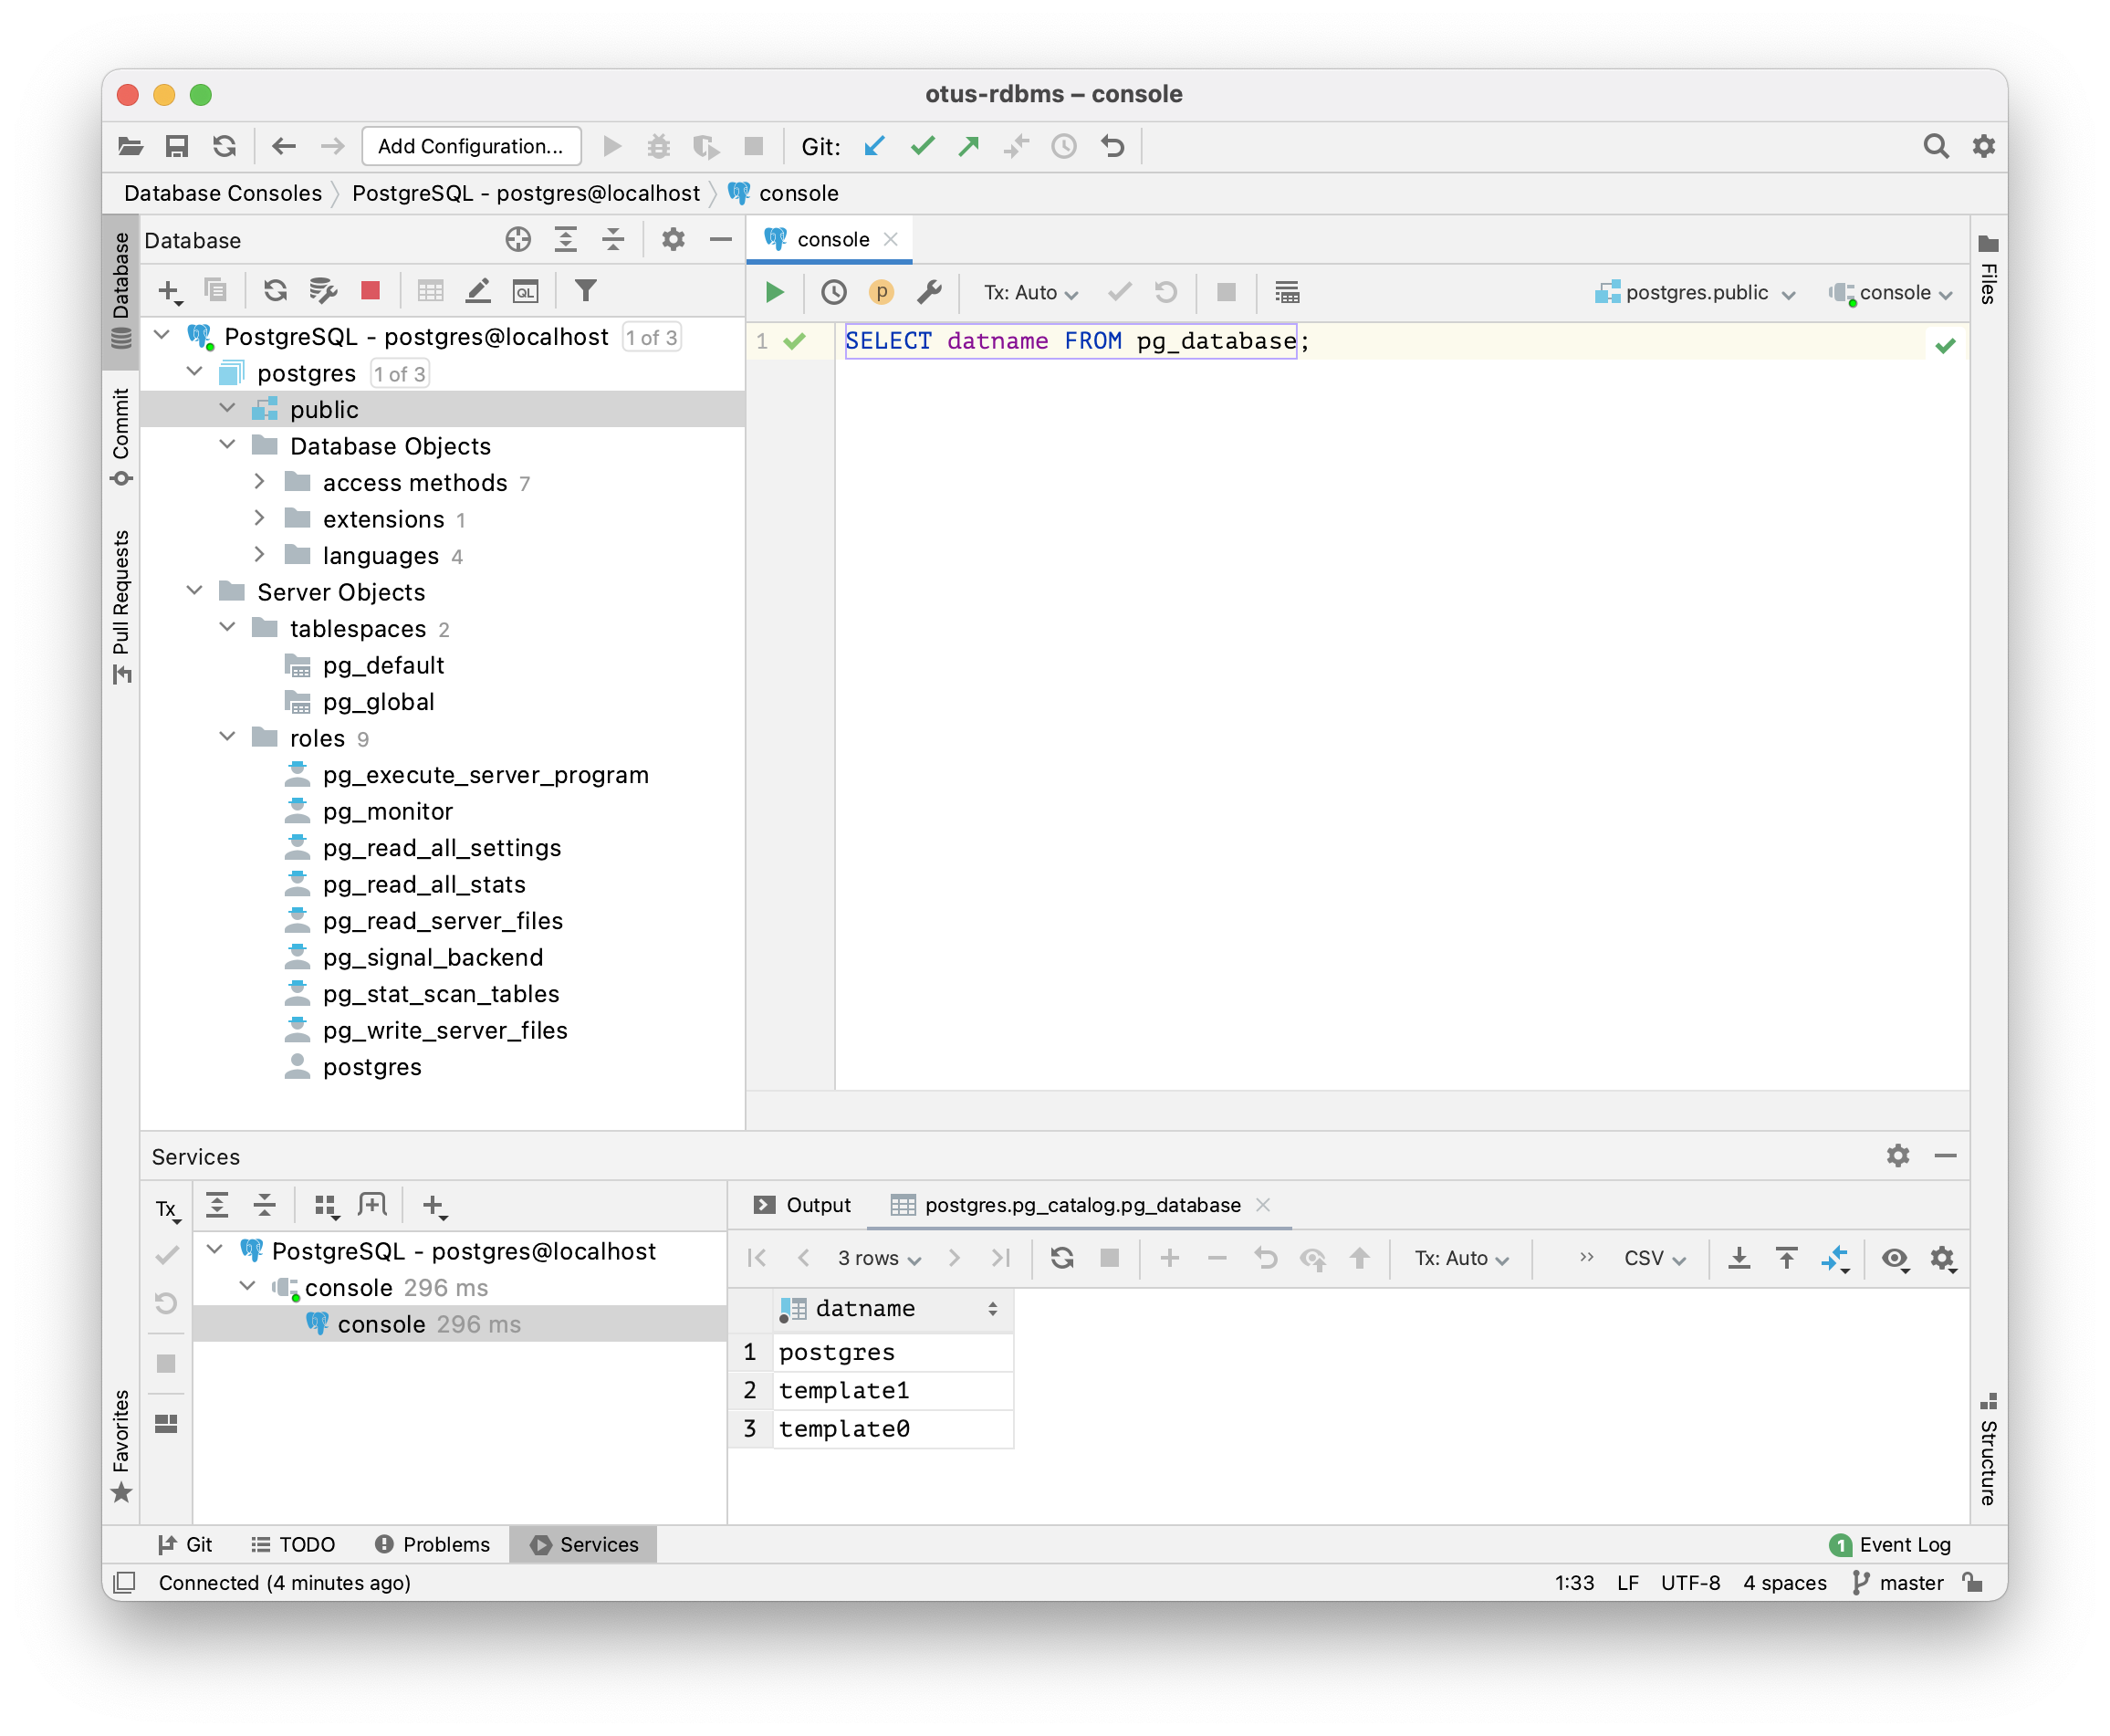 otus-rdbms – console
Add Configuration...
Git:
Database Consoles
PostgreSQL - postgres@localhost
console
Database
Commit
Pull Requests
Favorites
Database
PostgreSQL - postgres@localhost 1 of 3
postgres 1 of 3
public
Database Objects
access methods 7
extensions 1
languages 4
Server Objects
tablespaces 2
pg_default
pg_global
roles 9
pg_execute_server_program
pg_monitor
pg_read_all_settings
pg_read_all_stats
pg_read_server_files
pg_signal_backend
pg_stat_scan_tables
pg_write_server_files
postgres
console
p
Tx: Auto
postgres.public
console
1 SELECT datname FROM pg_database;
Files
Structure
Services
Tx
PostgreSQL - postgres@localhost
console 296 ms
console 296 ms
Output
postgres.pg_catalog.pg_database
3 rows
Tx: Auto
CSV
datname
1 postgres
2 template1
3 template0
Git
TODO
Problems
Services
1 Event Log
Connected (4 minutes ago)
1:33
LF
UTF-8
4 spaces
master
QL